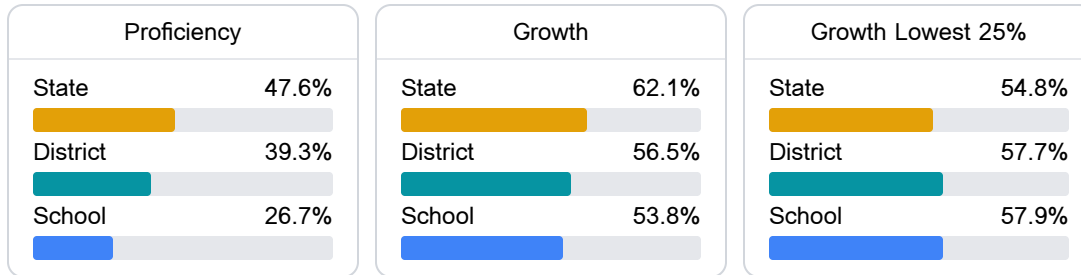 Proficiency
State 47.6%
District 39.3%
School 26.7%
Growth
State 62.1%
District 56.5%
School 53.8%
Growth Lowest 25%
State 54.8%
District 57.7%
School 57.9%